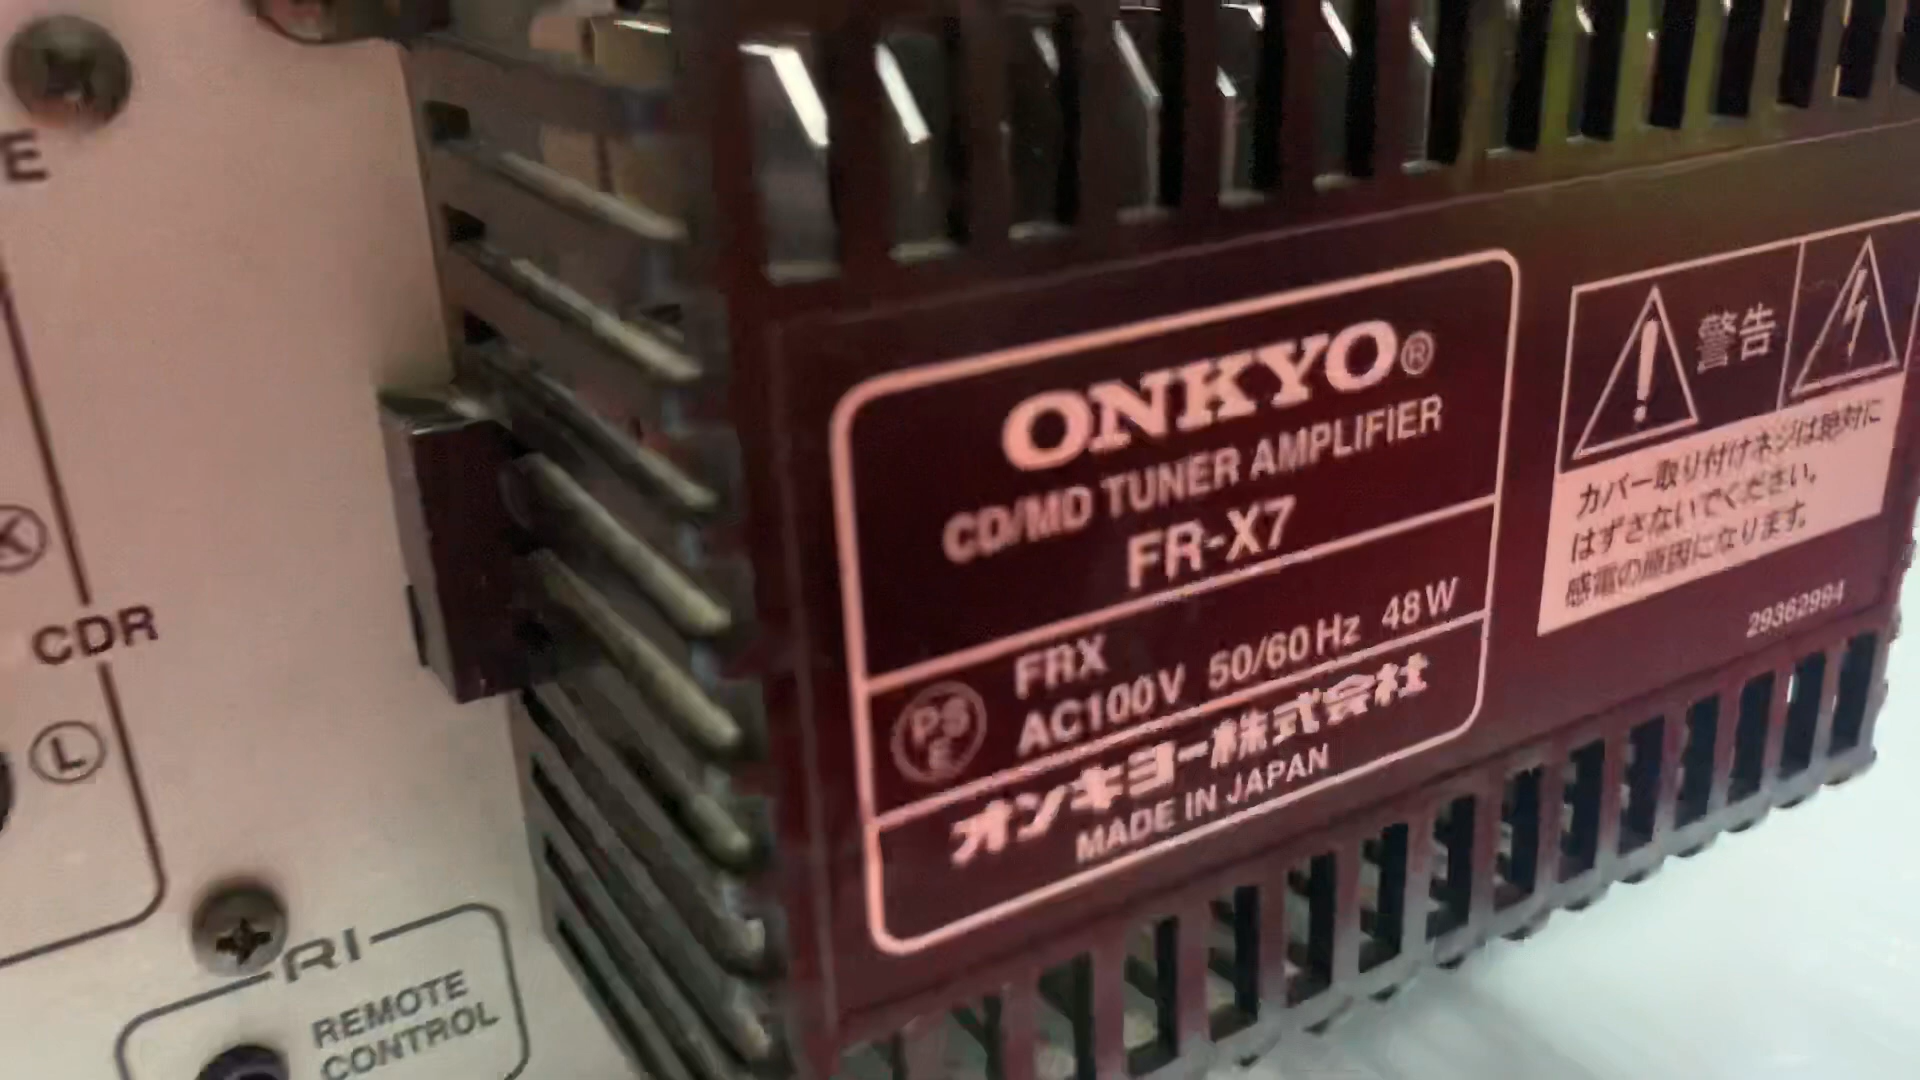 E
K
CDR
L
RI
REMOTE
CONTROL
ONKYO®
CD/MD TUNER AMPLIFIER
FR-X7
FRX
PS
E
AC100V 50/60Hz 48W
オンキヨー株式会社
MADE IN JAPAN
警告
カバー取り付けネジは絶対に
はずさないでください。
感電の原因になります。
29362994